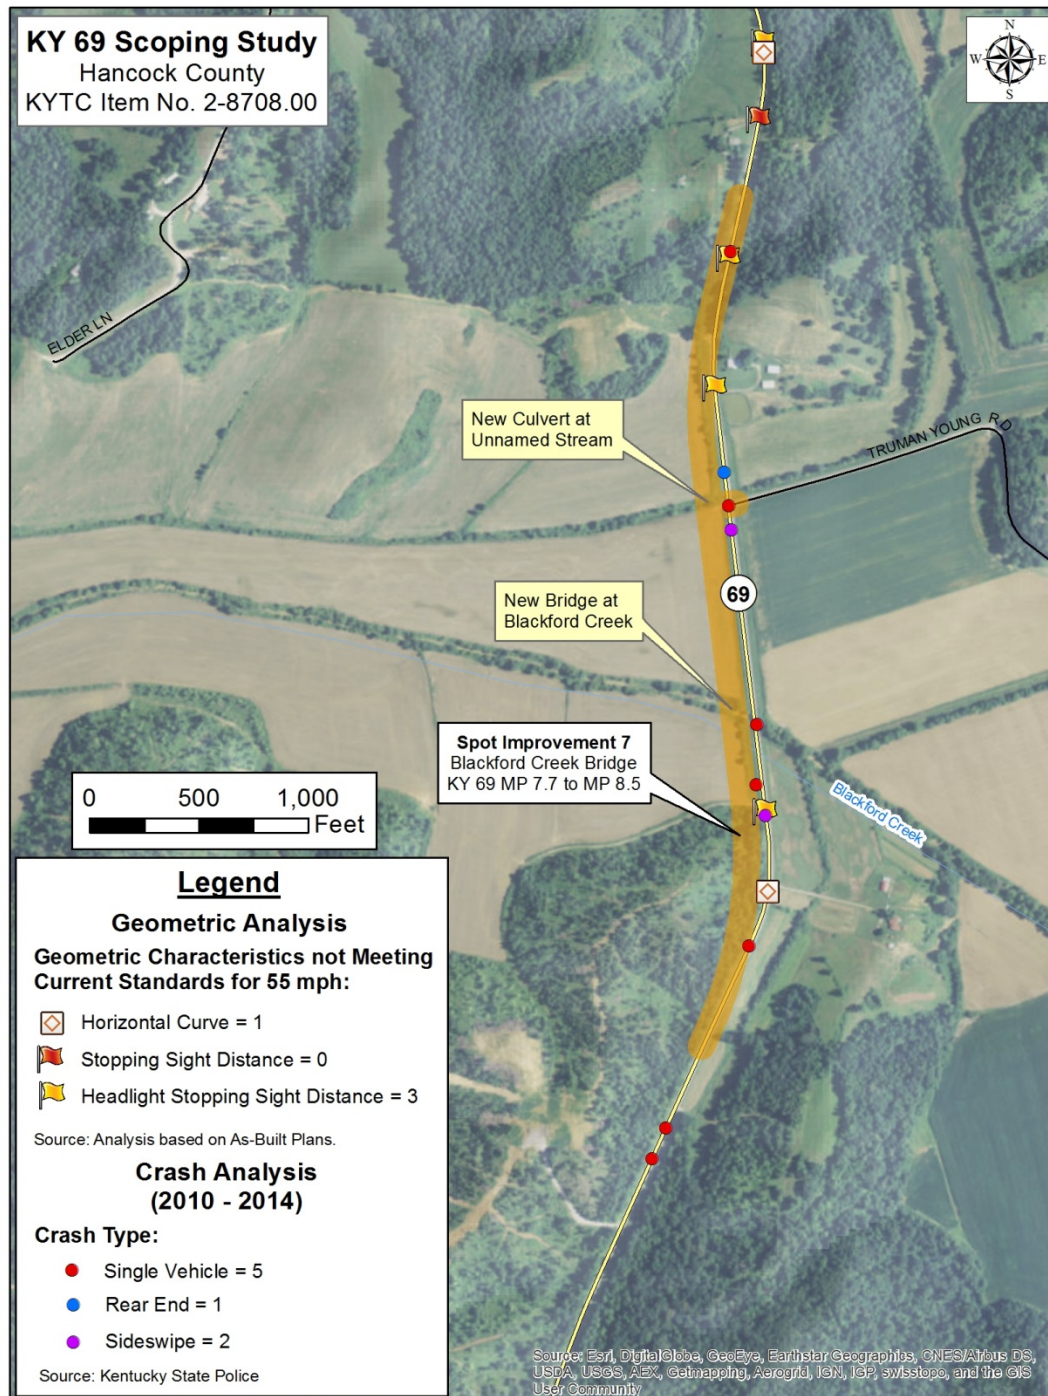 KY 69 Scoping Study
Hancock County
KYTC Item No. 2-8708.00
N
W
E
S
ELDER LN
New Culvert at
Unnamed Stream
TRUMAN YOUNG RD
69
New Bridge at
Blackford Creek
Spot Improvement 7
Blackford Creek Bridge
KY 69 MP 7.7 to MP 8.5
Blackford Creek
0 500 1,000
Feet
Legend
Geometric Analysis
Geometric Characteristics not Meeting
Current Standards for 55 mph:
Horizontal Curve = 1
Stopping Sight Distance = 0
Headlight Stopping Sight Distance = 3
Source: Analysis based on As-Built Plans.
Crash Analysis
(2010 - 2014)
Crash Type:
Single Vehicle = 5
Rear End = 1
Sideswipe = 2
Source: Kentucky State Police
Source: Esri, DigitalGlobe, GeoEye, Earthstar Geographics, CNES/Airbus DS,
USDA, USGS, AEX, Getmapping, Aerogrid, IGN, IGP, swisstopo, and the GIS
User Community